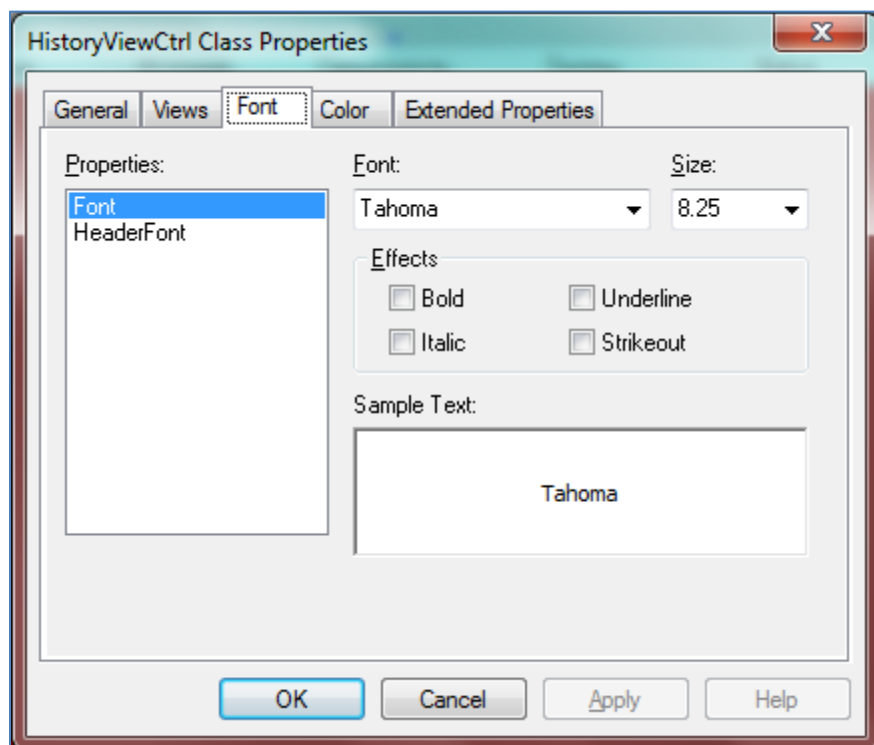 HistoryViewCtrl Class Properties
General Views Font Color Extended Properties
Properties: Font: Size:
Font Tahoma 8.25
HeaderFont
Effects
Bold Underline
Italic Strikeout
Sample Text:
Tahoma
OK Cancel Apply Help